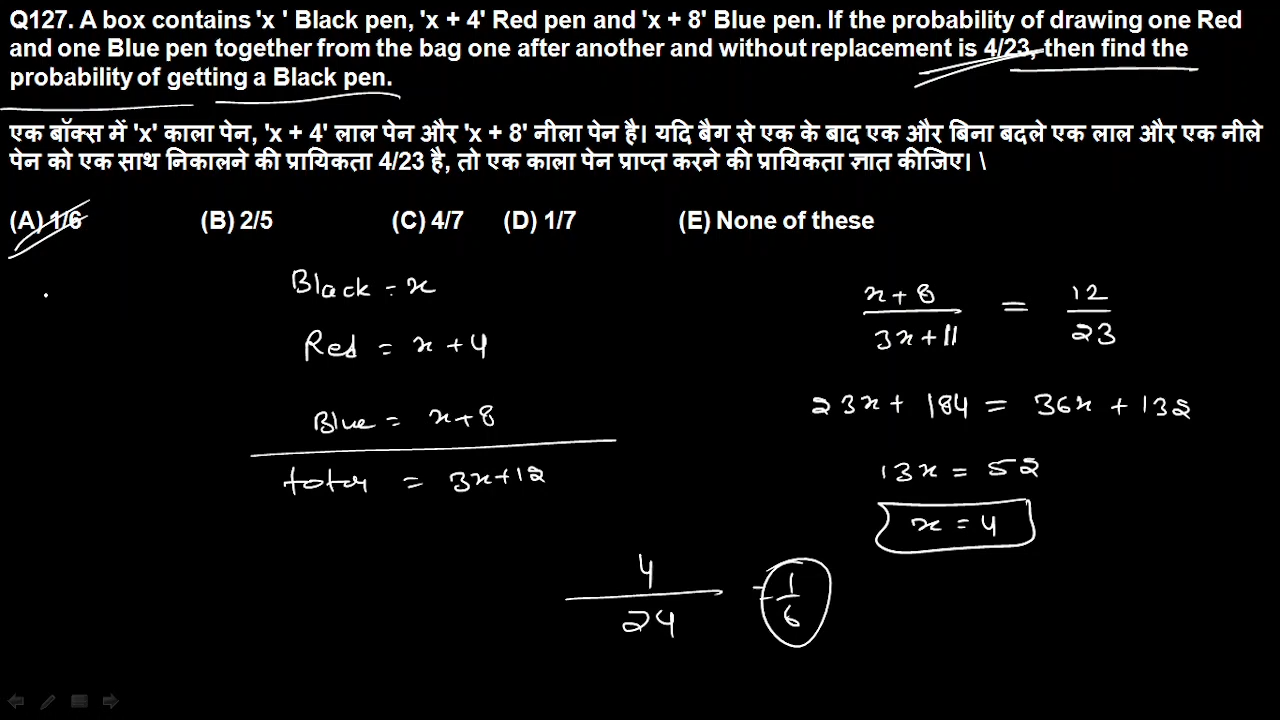 Q127. A box contains 'x ' Black pen, 'x + 4' Red pen and 'x + 8' Blue pen. If the probability of drawing one Red
and one Blue pen together from the bag one after another and without replacement is 4/23, then find the
probability of getting a Black pen.
एक बॉक्स में 'x' काला पेन, 'x + 4' लाल पेन और 'x + 8' नीला पेन है। यदि बैग से एक के बाद एक और बिना बदले एक लाल और एक नीले
पेन को एक साथ निकालने की प्रायिकता 4/23 है, तो एक काला पेन प्राप्त करने की प्रायिकता ज्ञात कीजिए। \
(A) 1/6 (B) 2/5 (C) 4/7 (D) 1/7 (E) None of these
Black = x
Red = x + 4
Blue = x+8
total = 3x+12
x + 8 / 3x + 11 = 12 / 23
23x + 184 = 36x + 132
13x = 52
x = 4
4 / 24 = 1 / 6